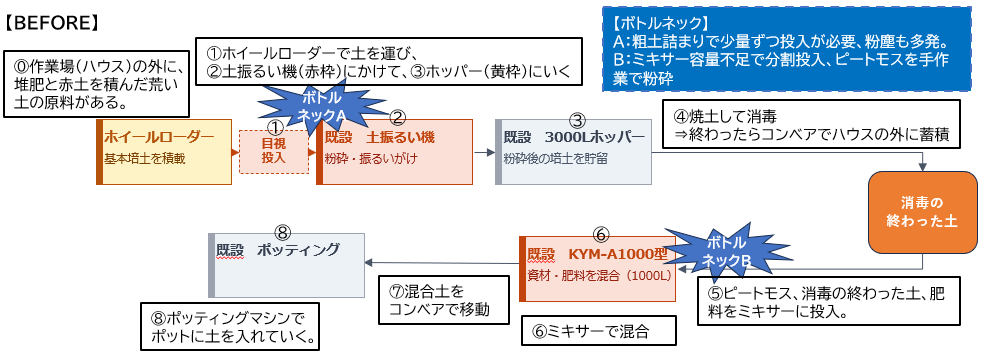 【BEFORE】
【ボトルネック】
A:粗土詰まりで少量ずつ投入が必要、粉塵も多発。
B:ミキサー容量不足で分割投入、ピートモスを手作
業で粉砕
⓪作業場(ハウス)の外に、
堆肥と赤土を積んだ荒い
土の原料がある。
①ホイールローダーで土を運び、
②土振るい機(赤枠)にかけて、③ホッパー(黄枠)にいく
ボトル
ネックA
④焼土して消毒
⇒終わったらコンベアでハウスの外に蓄積
ホイールローダー
基本培土を積載
①
目視
投入
②
既設 土振るい機
粉砕・振るいがけ
③
既設 3000Lホッパー
粉砕後の培土を貯留
消毒の
終わった土
⑧
既設 ポッティング
⑥
既設 KYM-A1000型
資材・肥料を混合(1000L)
ボトル
ネックB
⑦混合土を
コンベアで移動
⑤ピートモス、消毒の終わった土、肥
料をミキサーに投入。
⑧ポッティングマシンで
ポットに土を入れていく。
⑥ミキサーで混合